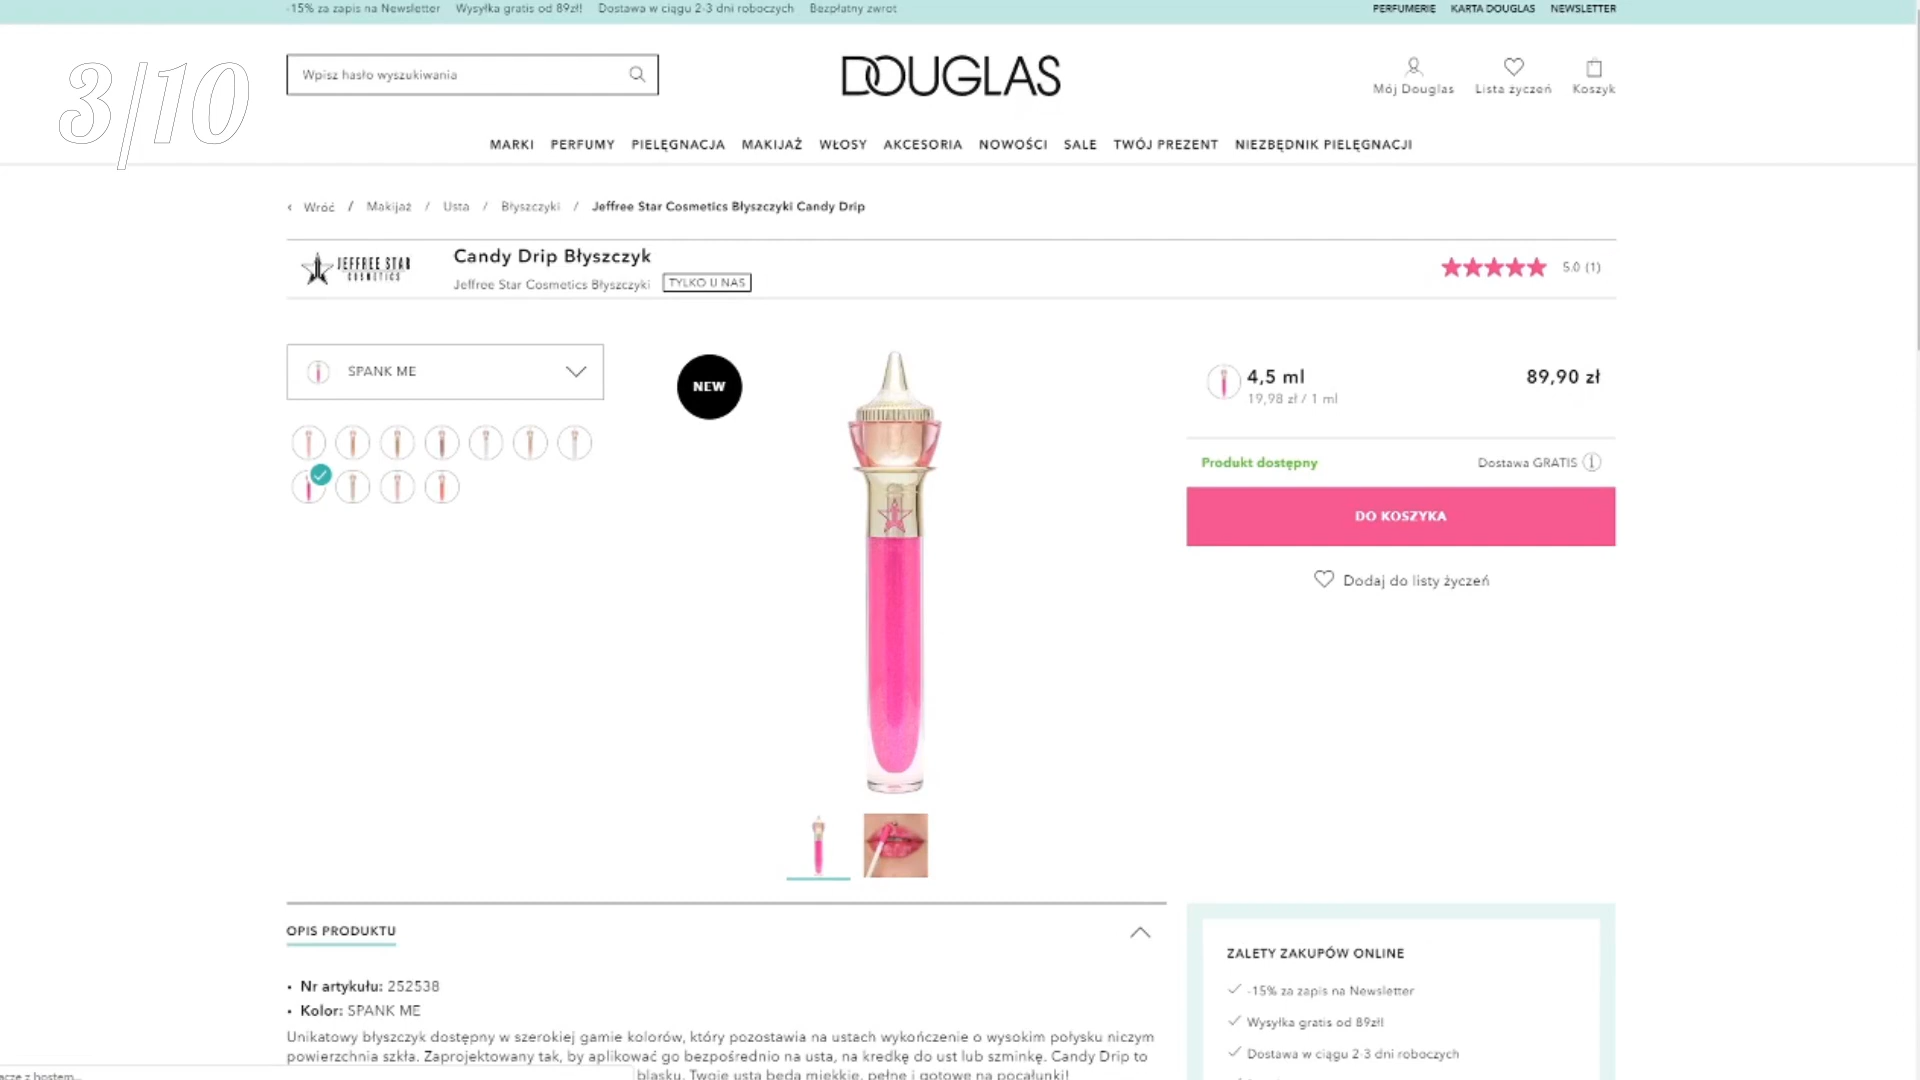 -15% za zapis na Newsletter Wysyłka gratis od 89zł! Dostawa w ciągu 2-3 dni roboczych Bezpłatny zwrot PERFUMERIE KARTA DOUGLAS NEWSLETTER
3/10
Wpisz hasło wyszukiwania
DOUGLAS
Mój Douglas Lista życzeń Koszyk
MARKI PERFUMY PIELĘGNACJA MAKIJAŻ WŁOSY AKCESORIA NOWOŚCI SALE TWÓJ PREZENT NIEZBĘDNIK PIELĘGNACJI
Wróć / Makijaż / Usta / Błyszczyki / Jeffree Star Cosmetics Błyszczyki Candy Drip
JEFFREE STAR
COSMETICS
Candy Drip Błyszczyk
Jeffree Star Cosmetics Błyszczyki TYLKO U NAS
5.0 (1)
SPANK ME
NEW
4,5 ml 89,90 zł
19,98 zł / 1 ml
Produkt dostępny Dostawa GRATIS
DO KOSZYKA
Dodaj do listy życzeń
OPIS PRODUKTU
• Nr artykułu: 252538
• Kolor: SPANK ME
Unikatowy błyszczyk dostępny w szerokiej gamie kolorów, który pozostawia na ustach wykończenie o wysokim połysku niczym
powierzchnia szkła. Zaprojektowany tak, by aplikować go bezpośrednio na usta, na kredkę do ust lub szminkę. Candy Drip to
blasku. Twoje usta będą miękkie, pełne i gotowe na pocałunki!
ZALETY ZAKUPÓW ONLINE
-15% za zapis na Newsletter
Wysyłka gratis od 89zł!
Dostawa w ciągu 2-3 dni roboczych